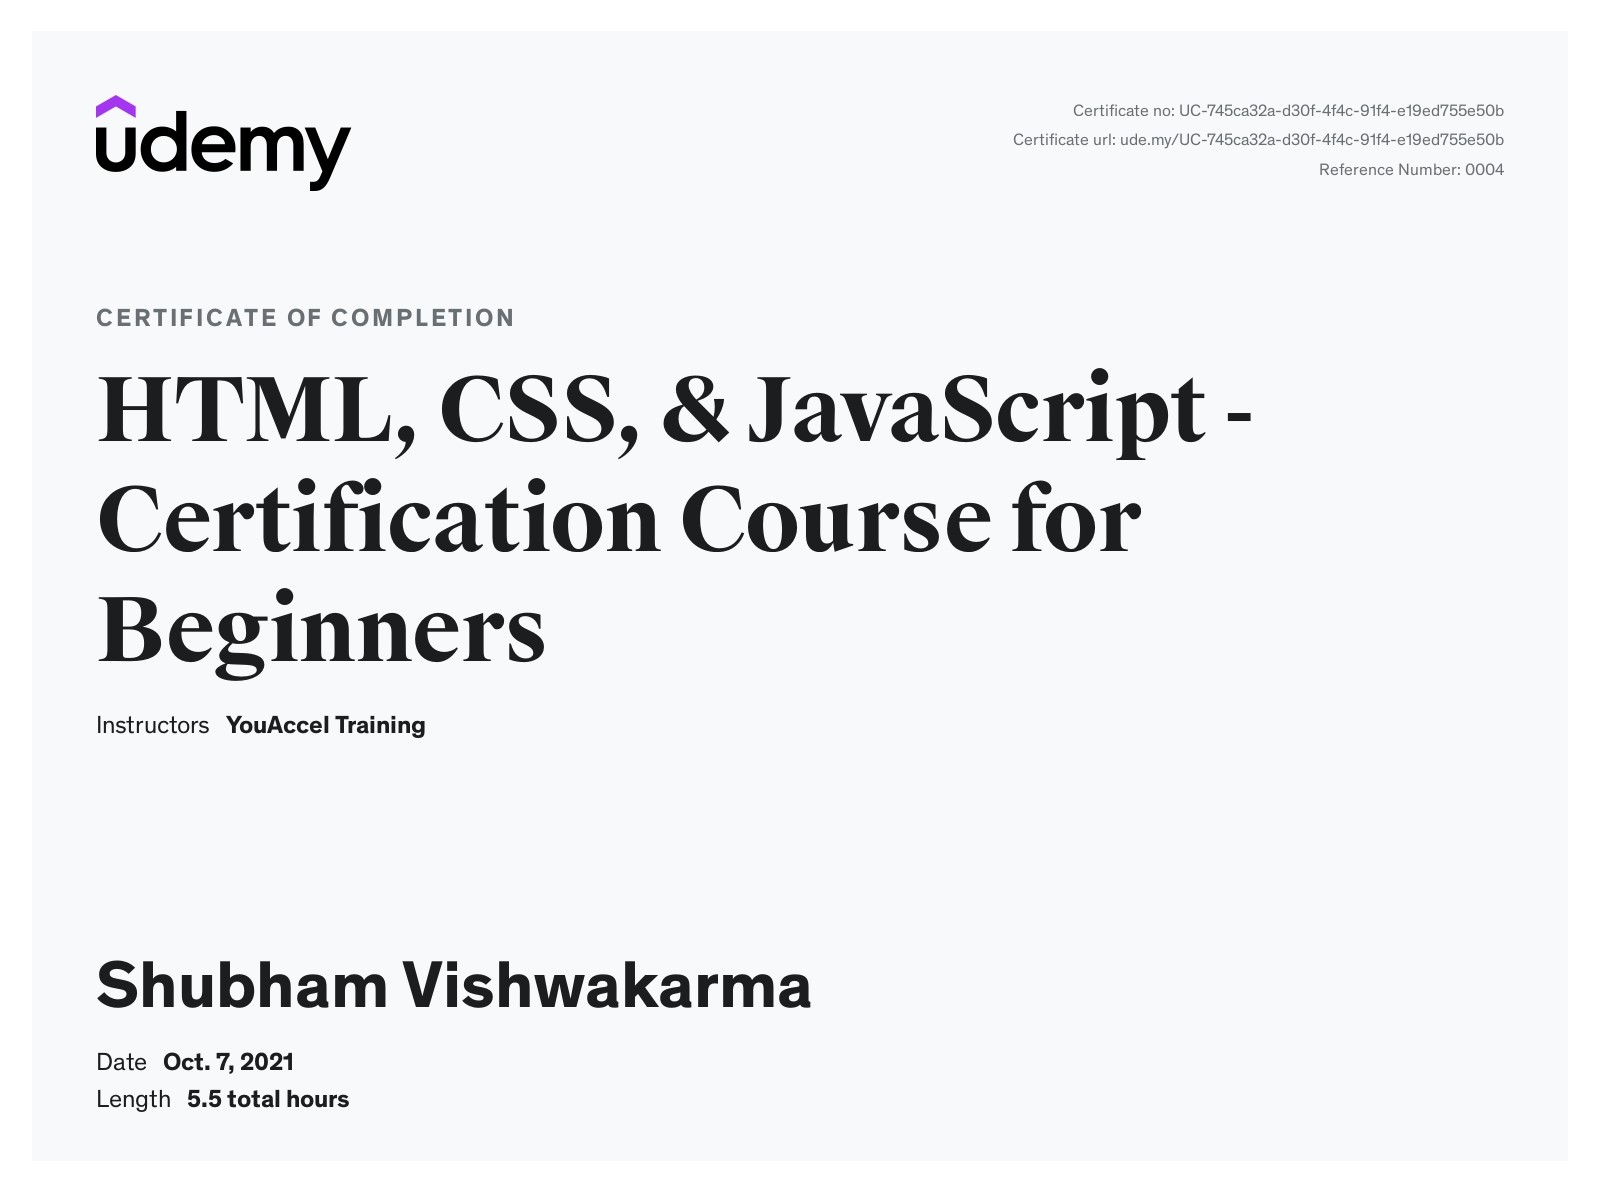 udemy
Certificate no: UC-745ca32a-d30f-4f4c-91f4-e19ed755e50b
Certificate url: ude.my/UC-745ca32a-d30f-4f4c-91f4-e19ed755e50b
Reference Number: 0004
CERTIFICATE OF COMPLETION
HTML, CSS, & JavaScript -
Certification Course for
Beginners
Instructors YouAccel Training
Shubham Vishwakarma
Date Oct. 7, 2021
Length 5.5 total hours